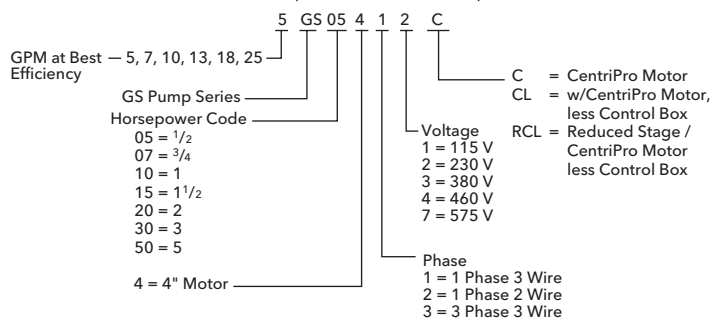 5 GS 05 4 1 2 C
GPM at Best — 5, 7, 10, 13, 18, 25
Efficiency
GS Pump Series
Horsepower Code
05 = 1/2
07 = 3/4
10 = 1
15 = 1 1/2
20 = 2
30 = 3
50 = 5
4 = 4" Motor
C = CentriPro Motor
CL = w/CentriPro Motor,
less Control Box
RCL = Reduced Stage /
CentriPro Motor
less Control Box
Voltage
1 = 115 V
2 = 230 V
3 = 380 V
4 = 460 V
7 = 575 V
Phase
1 = 1 Phase 3 Wire
2 = 1 Phase 2 Wire
3 = 3 Phase 3 Wire